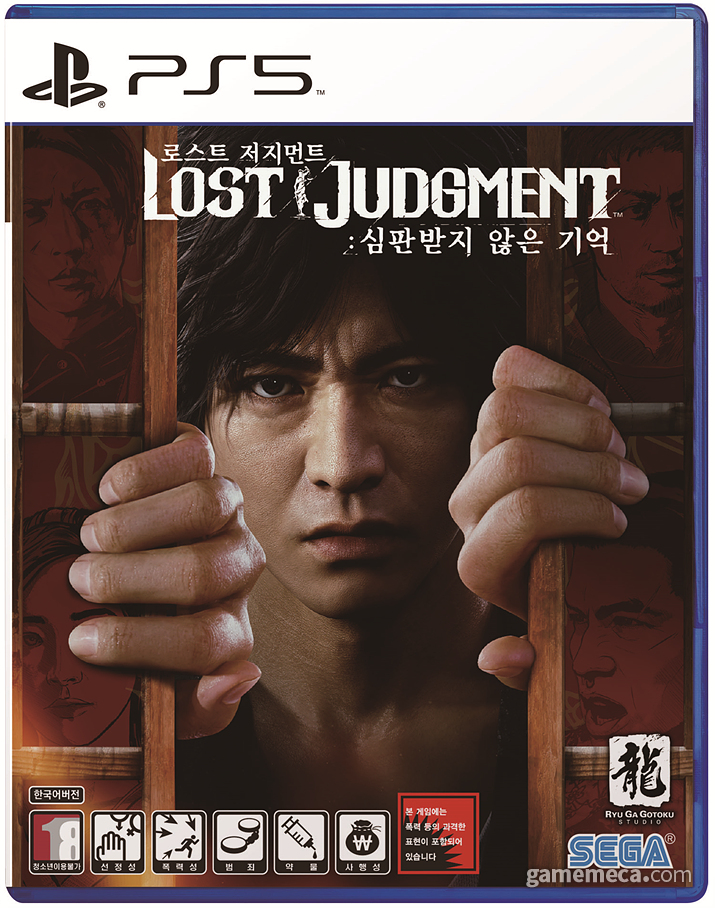 PS5™
로스트 저지먼트
LOST JUDGMENT™
:심판받지 않은 기억
龍
RYU GA GOTOKU
STUDIO
한국어버전
18
청소년이용불가
선정성
폭력성
범죄
약물
₩
사행성
본 게임에는
폭력 등의 과격한
표현이 포함되어
있습니다
SEGA®
gamemeca.com